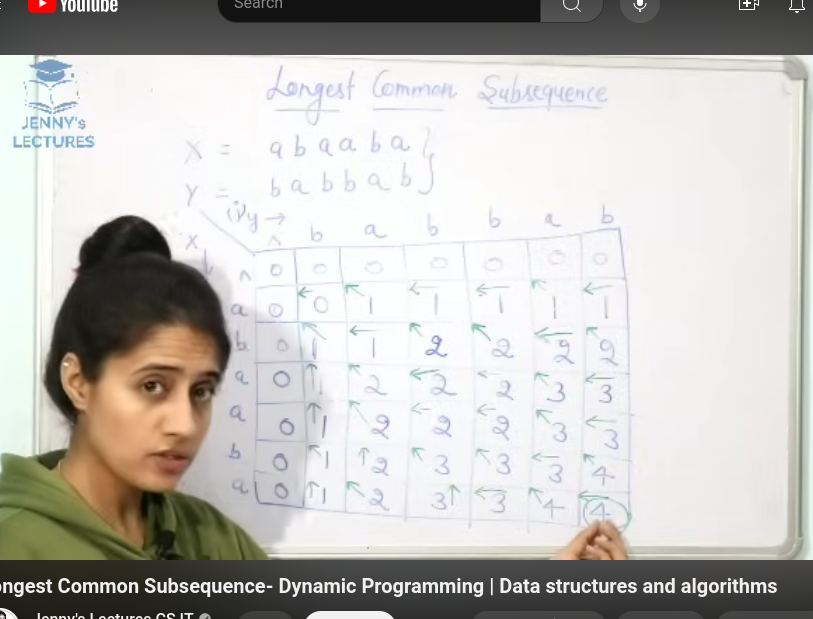 YouTube
Search
JENNY's
LECTURES
Longest Common Subsequence
X = a b a a b a }
Y = b a b b a b }
(i) y →
x ^ b a b b a b
^ 0 0 0 0 0 0 0
a 0 0 1 1 1 1 1
b 0 1 1 2 2 2 2
a 0 1 2 2 2 3 3
a 0 1 2 2 2 3 3
b 0 1 2 3 3 3 4
a 0 1 2 3 3 4 4
ongest Common Subsequence- Dynamic Programming | Data structures and algorithms
Jenny's Lectures CS IT